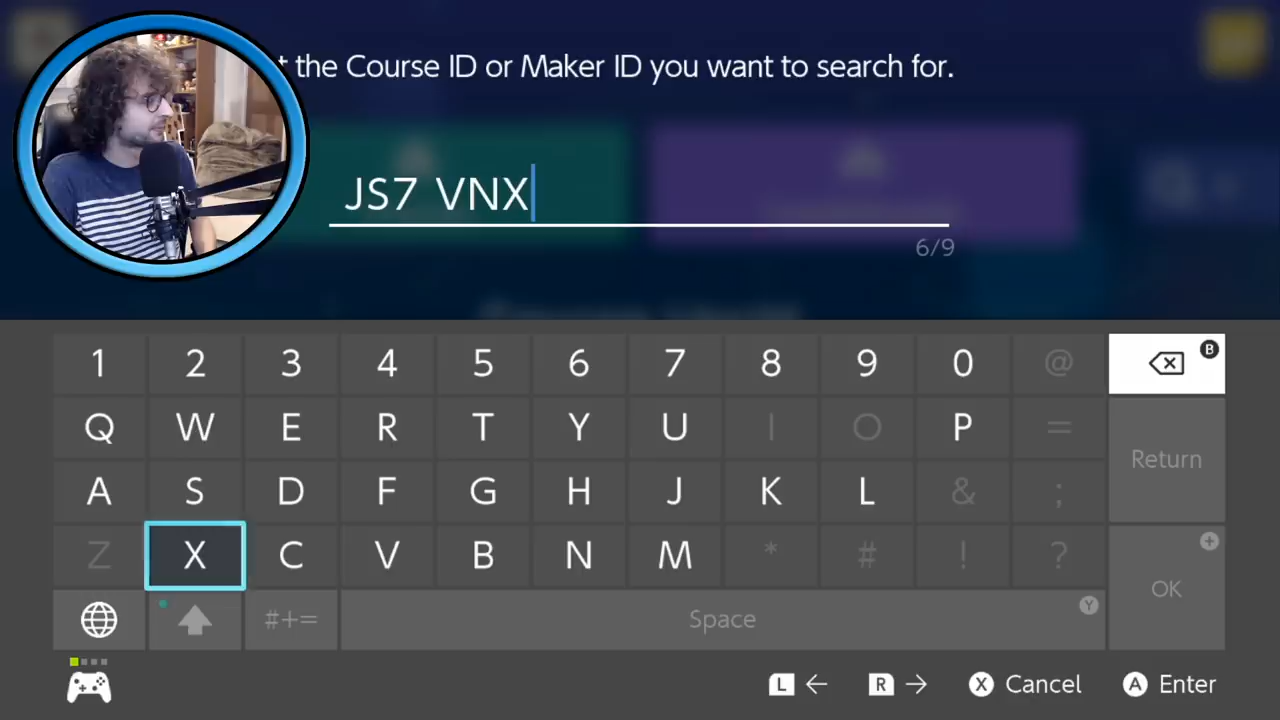 t the Course ID or Maker ID you want to search for.
JS7 VNX
6/9
1 2 3 4 5 6 7 8 9 0 @ B
Q W E R T Y U I O P =
Return
A S D F G H J K L & ;
Z X C V B N M * # ! ? +
OK
#+= Space Y
L ← R → X Cancel A Enter